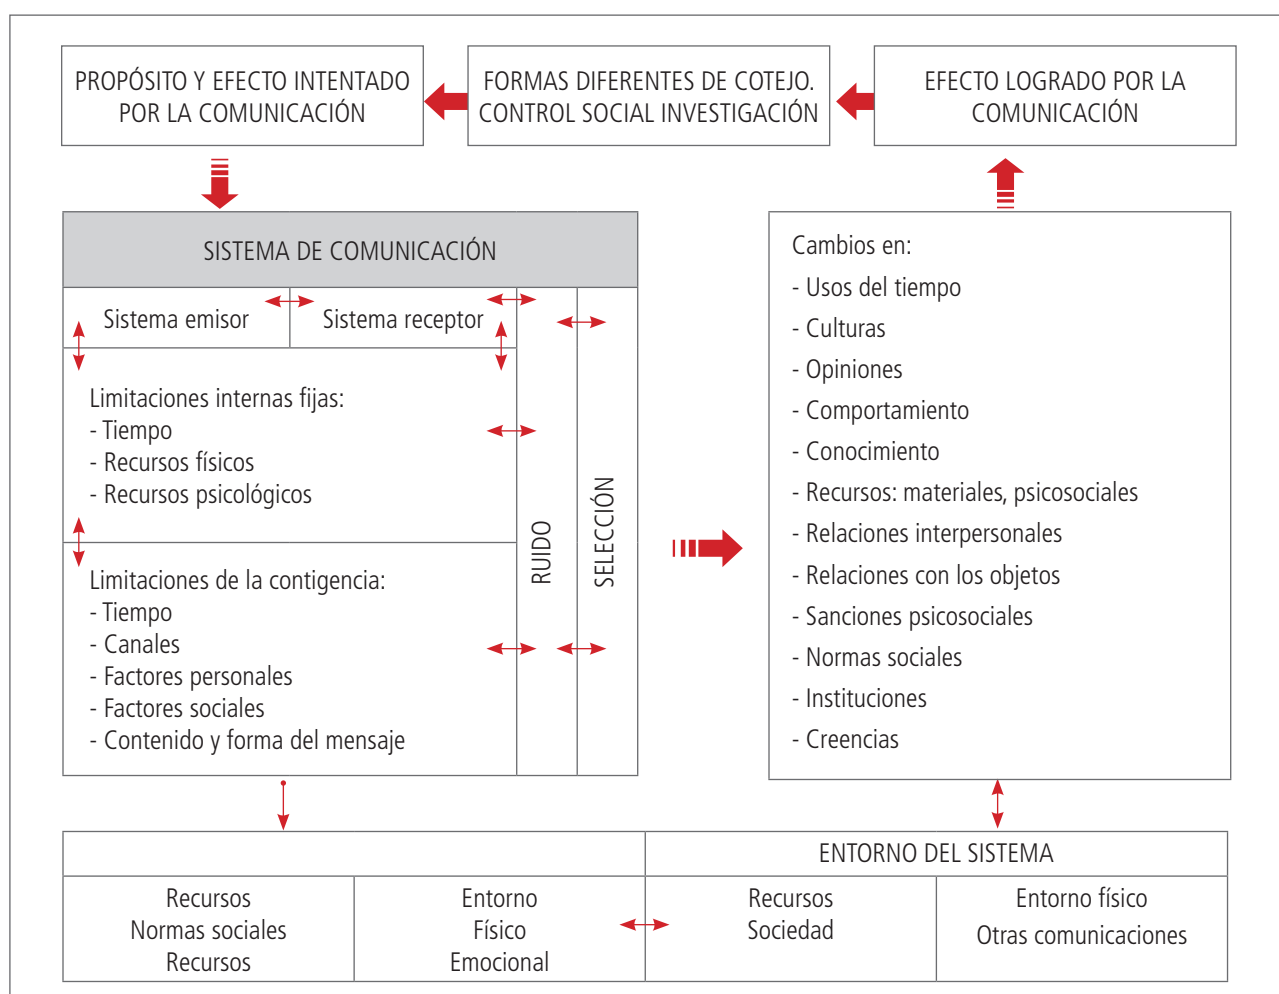 PROPÓSITO Y EFECTO INTENTADO
POR LA COMUNICACIÓN
FORMAS DIFERENTES DE COTEJO.
CONTROL SOCIAL INVESTIGACIÓN
EFECTO LOGRADO POR LA
COMUNICACIÓN
SISTEMA DE COMUNICACIÓN
Sistema emisor
Sistema receptor
Limitaciones internas fijas:
- Tiempo
- Recursos físicos
- Recursos psicológicos
Limitaciones de la contigencia:
- Tiempo
- Canales
- Factores personales
- Factores sociales
- Contenido y forma del mensaje
RUIDO
SELECCIÓN
Cambios en:
- Usos del tiempo
- Culturas
- Opiniones
- Comportamiento
- Conocimiento
- Recursos: materiales, psicosociales
- Relaciones interpersonales
- Relaciones con los objetos
- Sanciones psicosociales
- Normas sociales
- Instituciones
- Creencias
ENTORNO DEL SISTEMA
Recursos
Normas sociales
Recursos
Entorno
Físico
Emocional
Recursos
Sociedad
Entorno físico
Otras comunicaciones